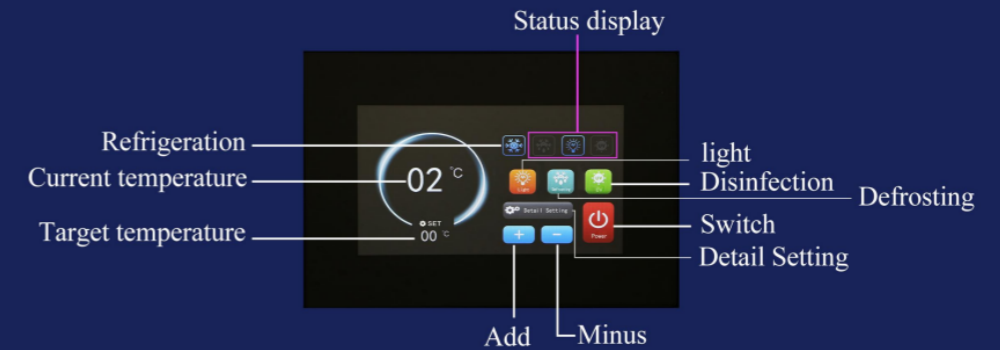 Status display
Refrigeration
Current temperature
Target temperature
02 °C
SET
00 °C
Light
Detail Setting
Power
+
−
light
Disinfection
Defrosting
Switch
Detail Setting
Add
Minus